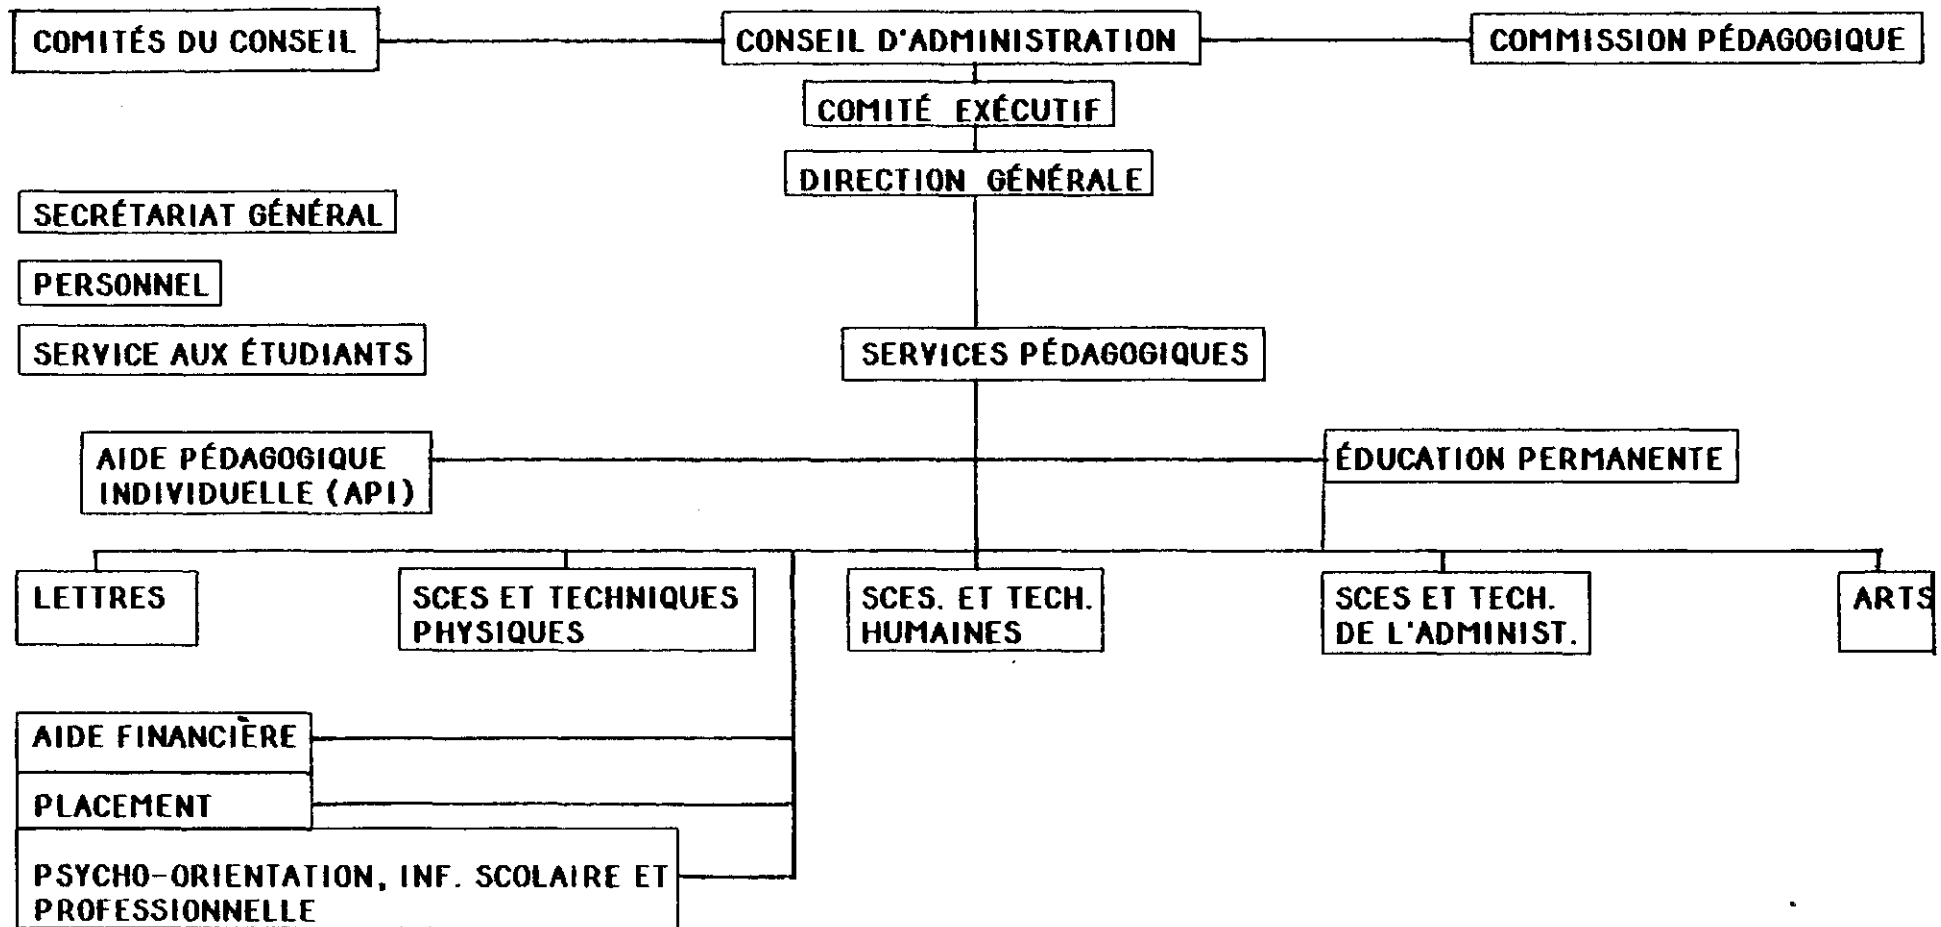 COMITÉS DU CONSEIL
CONSEIL D'ADMINISTRATION
COMMISSION PÉDAGOGIQUE
COMITÉ EXÉCUTIF
DIRECTION GÉNÉRALE
SECRÉTARIAT GÉNÉRAL
PERSONNEL
SERVICE AUX ÉTUDIANTS
SERVICES PÉDAGOGIQUES
AIDE PÉDAGOGIQUE
INDIVIDUELLE (API)
ÉDUCATION PERMANENTE
LETTRES
SCES ET TECHNIQUES
PHYSIQUES
SCES. ET TECH.
HUMAINES
SCES ET TECH.
DE L'ADMINIST.
ARTS
AIDE FINANCIÈRE
PLACEMENT
PSYCHO-ORIENTATION, INF. SCOLAIRE ET
PROFESSIONNELLE